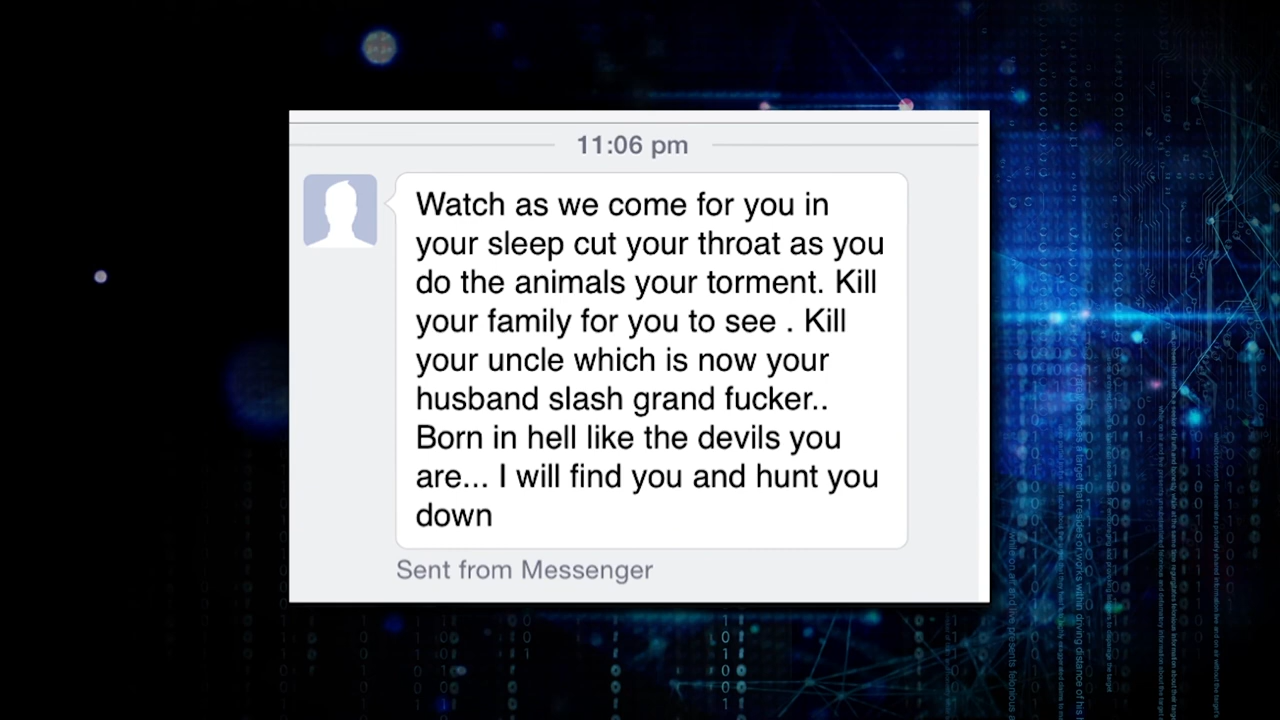 11:06 pm
Watch as we come for you in
your sleep cut your throat as you
do the animals your torment. Kill
your family for you to see . Kill
your uncle which is now your
husband slash grand fucker..
Born in hell like the devils you
are... I will find you and hunt you
down
Sent from Messenger